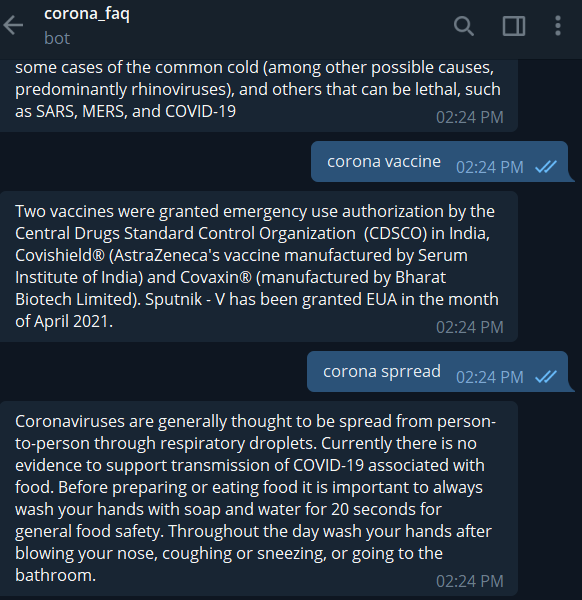 corona_faq
bot
some cases of the common cold (among other possible causes,
predominantly rhinoviruses), and others that can be lethal, such
as SARS, MERS, and COVID-19
02:24 PM
corona vaccine 02:24 PM
Two vaccines were granted emergency use authorization by the
Central Drugs Standard Control Organization  (CDSCO) in India,
Covishield® (AstraZeneca's vaccine manufactured by Serum
Institute of India) and Covaxin® (manufactured by Bharat
Biotech Limited). Sputnik - V has been granted EUA in the month
of April 2021.
02:24 PM
corona sprread 02:24 PM
Coronaviruses are generally thought to be spread from person-
to-person through respiratory droplets. Currently there is no
evidence to support transmission of COVID-19 associated with
food. Before preparing or eating food it is important to always
wash your hands with soap and water for 20 seconds for
general food safety. Throughout the day wash your hands after
blowing your nose, coughing or sneezing, or going to the
bathroom.
02:24 PM